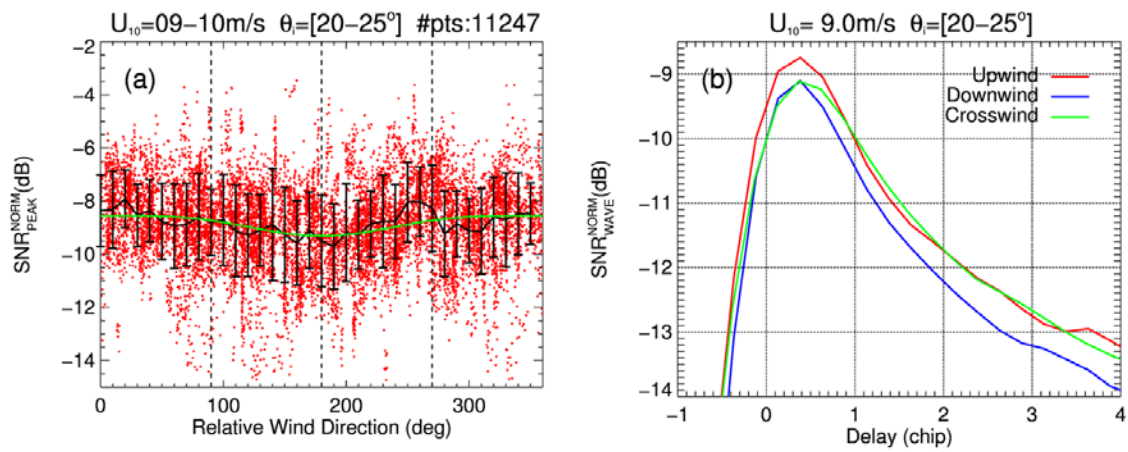 U₁₀=09−10m/s θᵢ=[20−25°] #pts:11247
(a)
SNR^NORM_PEAK(dB)
−2
−4
−6
−8
−10
−12
−14
0
100
200
300
Relative Wind Direction (deg)
U₁₀= 9.0m/s θᵢ=[20−25°]
(b)
Upwind
Downwind
Crosswind
SNR^NORM_WAVE(dB)
−9
−10
−11
−12
−13
−14
−1
0
1
2
3
4
Delay (chip)